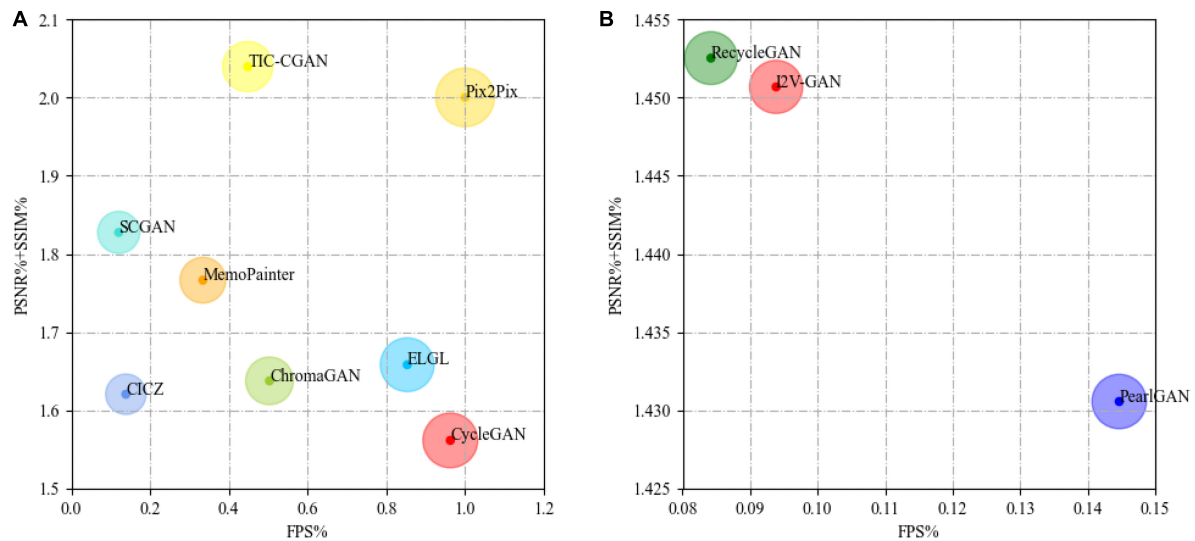 A
2.1
2.0
1.9
1.8
1.7
1.6
1.5
PSNR%+SSIM%
TIC-CGAN
Pix2Pix
SCGAN
MemoPainter
ELGL
ChromaGAN
CICZ
CycleGAN
0.0 0.2 0.4 0.6 0.8 1.0 1.2
FPS%
B
1.455
1.450
1.445
1.440
1.435
1.430
1.425
PSNR%+SSIM%
RecycleGAN
I2V-GAN
PearlGAN
0.08 0.09 0.10 0.11 0.12 0.13 0.14 0.15
FPS%